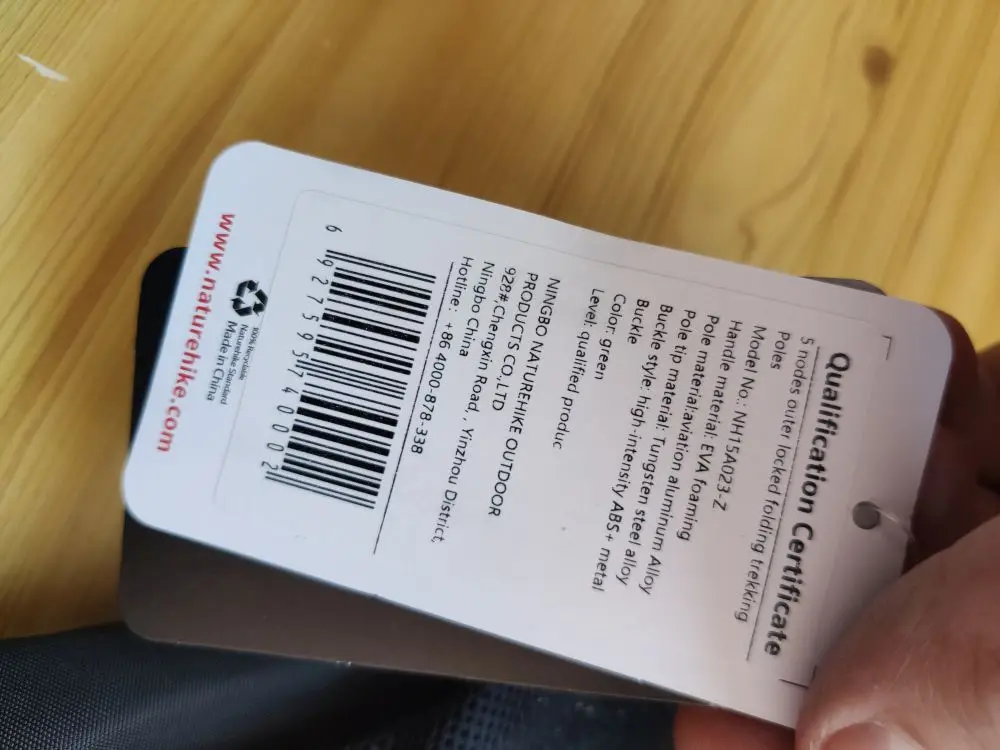 Qualification Certificate
5 nodes outer locked folding trekking
Poles
Model No.: NH15A023-Z
Handle material: EVA foaming
Pole material:aviation aluminum Alloy
Pole tip material: Tungsten steel alloy
Buckle style: high-intensity ABS+ metal
Buckle
Color: green
Level: qualified produc
NINGBO NATUREHIKE OUTDOOR
PRODUCTS CO.,LTD
928#,Chengxin Road, , Yinzhou District,
Ningbo China
Hotline: +86 4000-878-338
6 927595 740002
100% Recyclable
Naturehike Standard
Made in China
www.naturehike.com